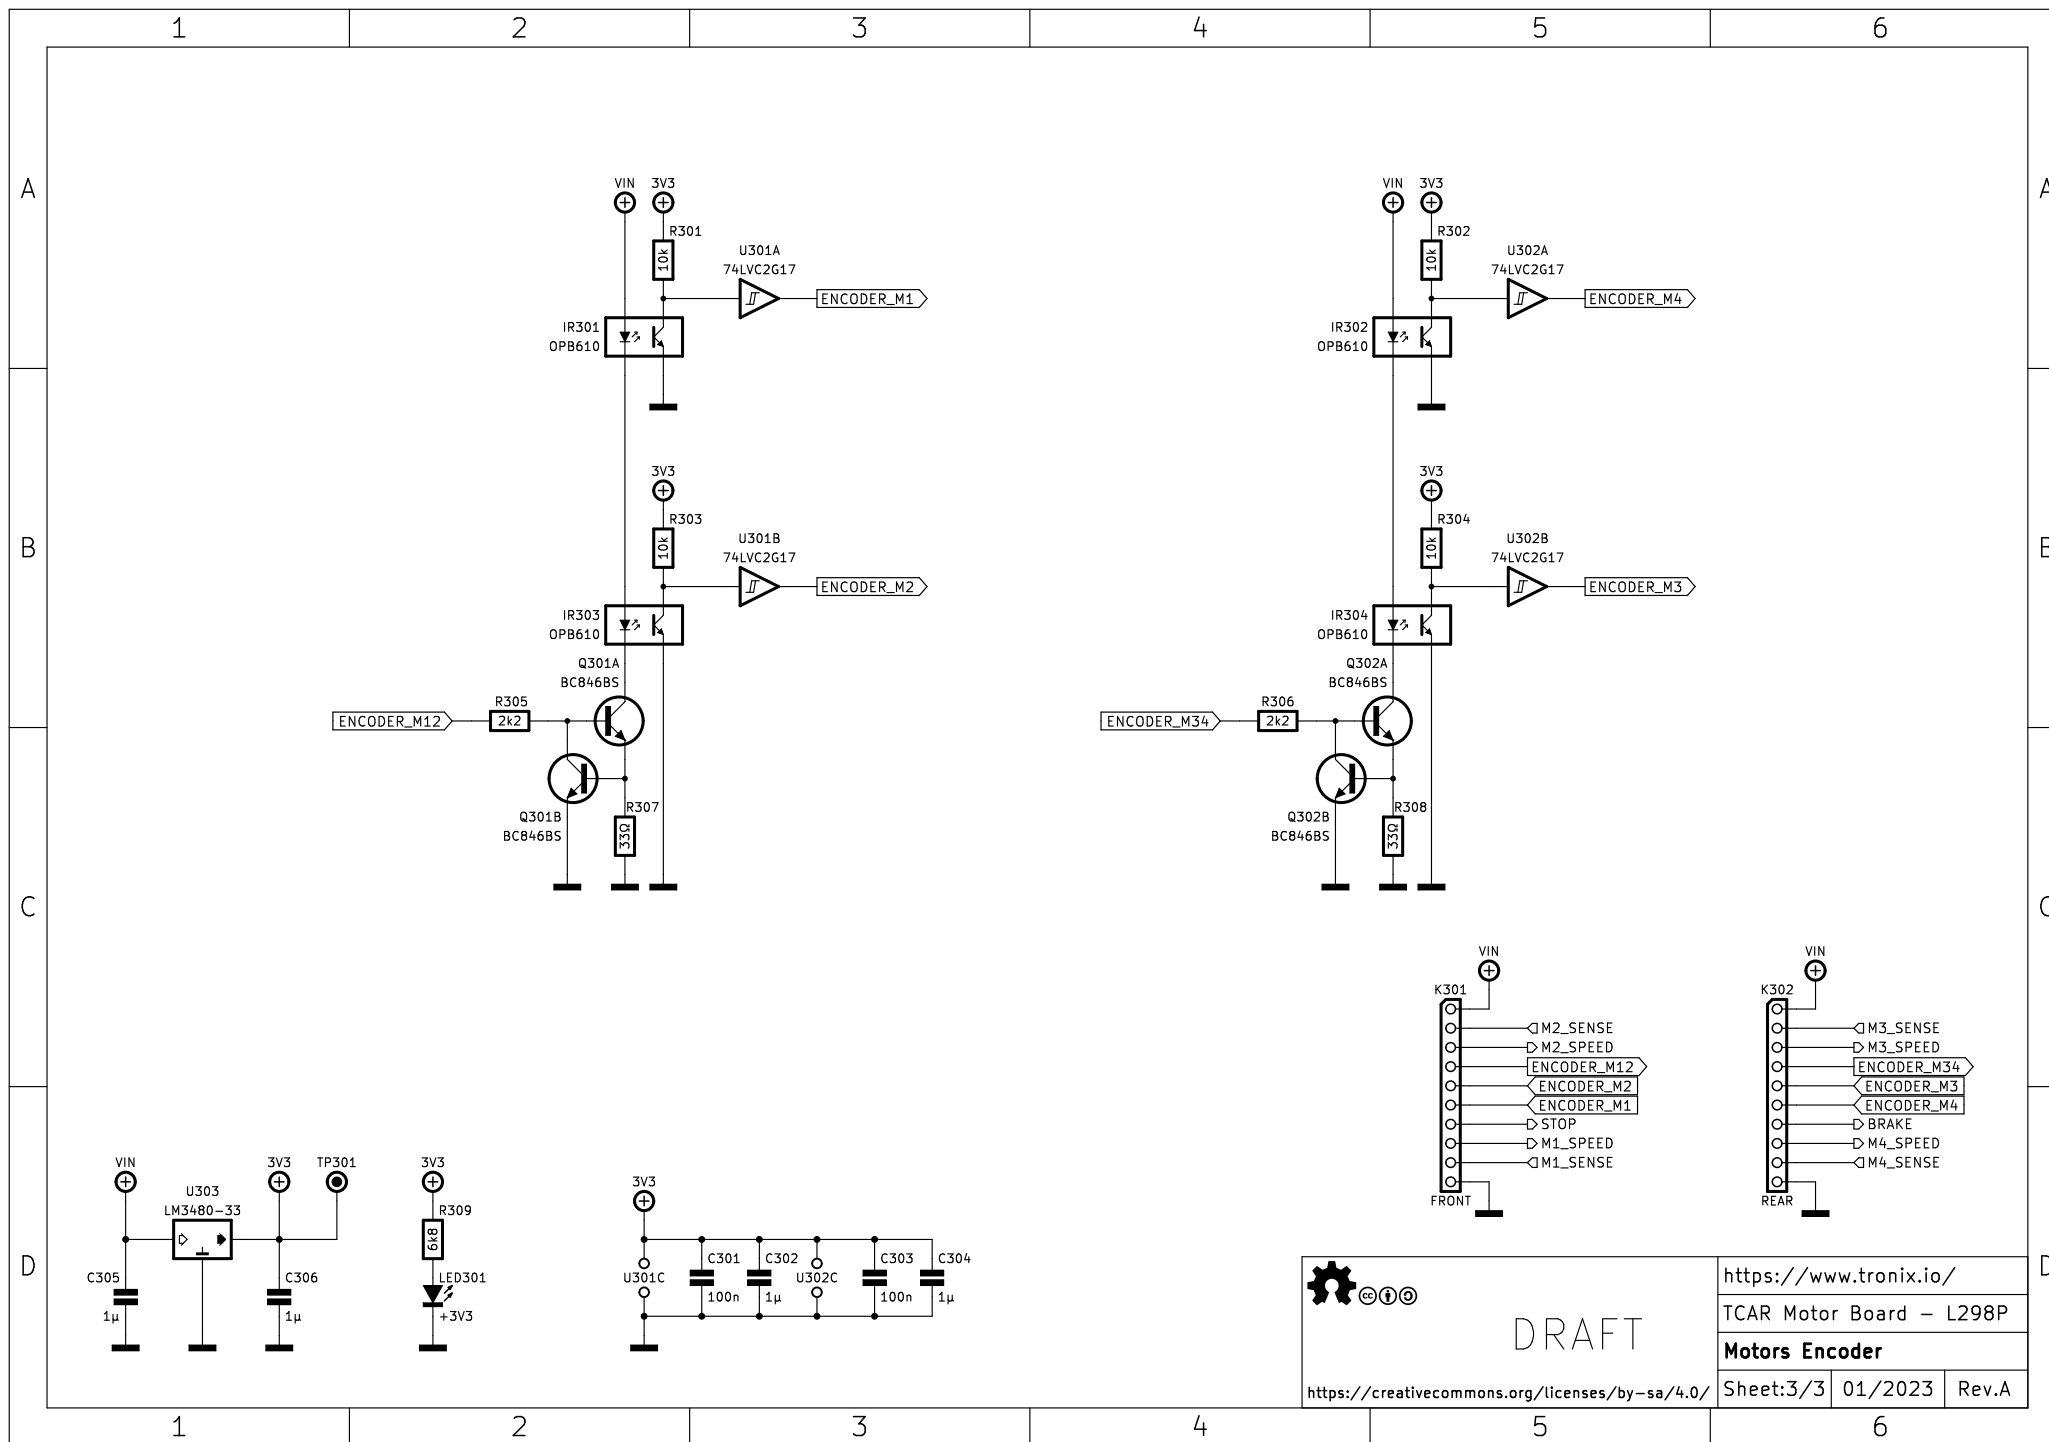 1 2 3 4 5 6
A A
VIN 3V3 VIN 3V3
R301 R302
10k 10k
U301A U302A
74LVC2G17 74LVC2G17
ENCODER_M1 ENCODER_M4
IR301 IR302
OPB610 OPB610
3V3 3V3
R303 R304
B 10k 10k B
U301B U302B
74LVC2G17 74LVC2G17
ENCODER_M2 ENCODER_M3
IR303 IR304
OPB610 OPB610
Q301A Q302A
BC846BS BC846BS
R305 R306
ENCODER_M12 2k2 ENCODER_M34 2k2
R307 R308
Q301B Q302B
33Ω 33Ω
BC846BS BC846BS
C C
VIN VIN
K301 K302
M2_SENSE M3_SENSE
M2_SPEED M3_SPEED
ENCODER_M12 ENCODER_M34
ENCODER_M2 ENCODER_M3
ENCODER_M1 ENCODER_M4
STOP BRAKE
M1_SPEED M4_SPEED
M1_SENSE M4_SENSE
FRONT REAR
VIN 3V3 TP301 3V3 3V3
U303
LM3480-33
R309
6k8
D D
C305 C306 LED301 U301C C301 C302 U302C C303 C304
1µ 1µ +3V3 100n 1µ 100n 1µ
cc
DRAFT
https://creativecommons.org/licenses/by-sa/4.0/
https://www.tronix.io/
TCAR Motor Board - L298P
Motors Encoder
Sheet:3/3 01/2023 Rev.A
1 2 3 4 5 6